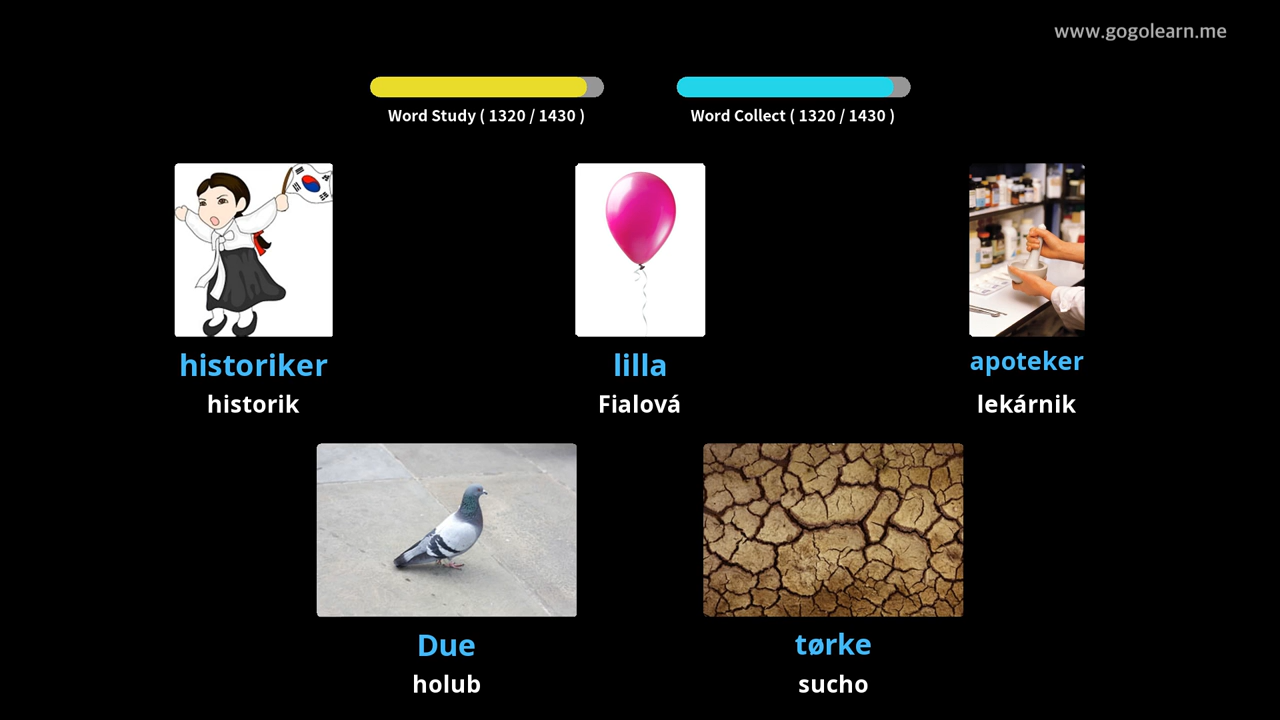 www.gogolearn.me
Word Study ( 1320 / 1430 )
Word Collect ( 1320 / 1430 )
historiker
historik
lilla
Fialová
apoteker
lekárnik
Due
holub
tørke
sucho